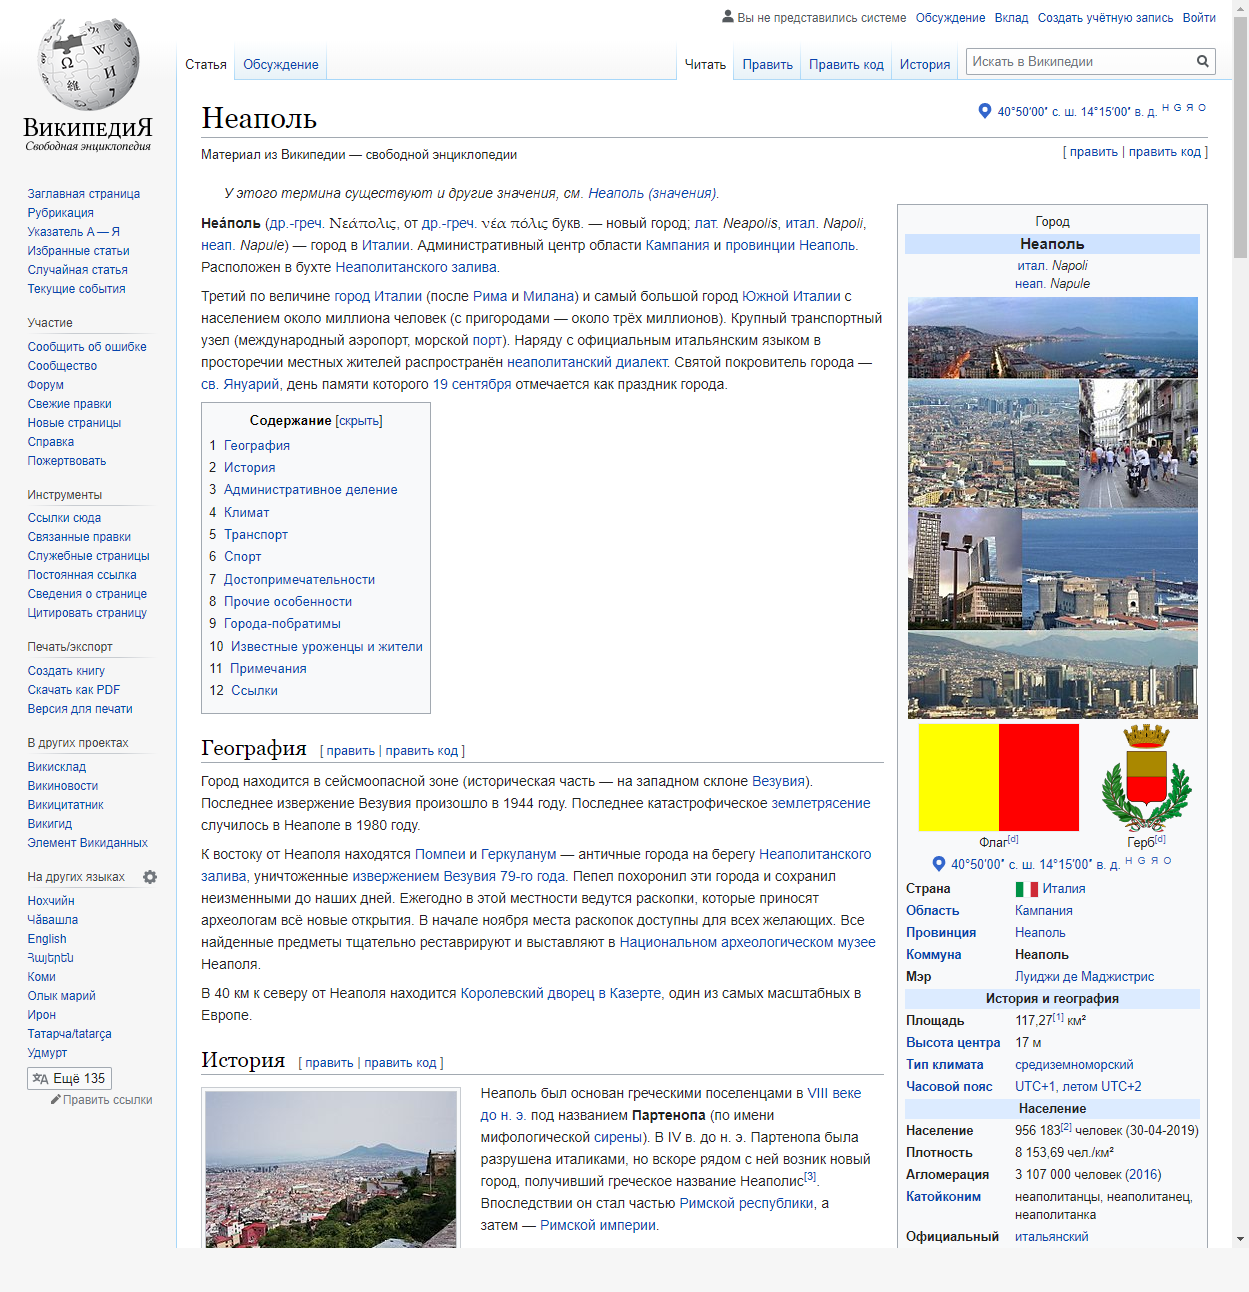 Вы не представились системе Обсуждение Вклад Создать учётную запись Войти
Статья Обсуждение Читать Править Править код История Искать в Википедии
ВикипедиЯ
Свободная энциклопедия
Заглавная страница
Рубрикация
Указатель А — Я
Избранные статьи
Случайная статья
Текущие события
Участие
Сообщить об ошибке
Сообщество
Форум
Свежие правки
Новые страницы
Справка
Пожертвовать
Инструменты
Ссылки сюда
Связанные правки
Служебные страницы
Постоянная ссылка
Сведения о странице
Цитировать страницу
Печать/экспорт
Создать книгу
Скачать как PDF
Версия для печати
В других проектах
Викисклад
Викиновости
Викицитатник
Викигид
Элемент Викиданных
На других языках
Нохчийн
Чӑвашла
English
Հայերեն
Коми
Олык марий
Ирон
Татарча/tatarça
Удмурт
Ещё 135
Править ссылки
Неаполь
40°50′00″ с. ш. 14°15′00″ в. д. H G Я O
Материал из Википедии — свободной энциклопедии
[ править | править код ]
У этого термина существуют и другие значения, см. Неаполь (значения).
Неа́поль (др.-греч. Νεάπολις, от др.-греч. νέα πόλις букв. — новый город; лат. Neapolis, итал. Napoli,
неап. Napule) — город в Италии. Административный центр области Кампания и провинции Неаполь.
Расположен в бухте Неаполитанского залива.
Третий по величине город Италии (после Рима и Милана) и самый большой город Южной Италии с
населением около миллиона человек (с пригородами — около трёх миллионов). Крупный транспортный
узел (международный аэропорт, морской порт). Наряду с официальным итальянским языком в
просторечии местных жителей распространён неаполитанский диалект. Святой покровитель города —
св. Януарий, день памяти которого 19 сентября отмечается как праздник города.
Содержание [скрыть]
1 География
2 История
3 Административное деление
4 Климат
5 Транспорт
6 Спорт
7 Достопримечательности
8 Прочие особенности
9 Города-побратимы
10 Известные уроженцы и жители
11 Примечания
12 Ссылки
География [ править | править код ]
Город находится в сейсмоопасной зоне (историческая часть — на западном склоне Везувия).
Последнее извержение Везувия произошло в 1944 году. Последнее катастрофическое землетрясение
случилось в Неаполе в 1980 году.
К востоку от Неаполя находятся Помпеи и Геркуланум — античные города на берегу Неаполитанского
залива, уничтоженные извержением Везувия 79-го года. Пепел похоронил эти города и сохранил
неизменными до наших дней. Ежегодно в этой местности ведутся раскопки, которые приносят
археологам всё новые открытия. В начале ноября места раскопок доступны для всех желающих. Все
найденные предметы тщательно реставрируют и выставляют в Национальном археологическом музее
Неаполя.
В 40 км к северу от Неаполя находится Королевский дворец в Казерте, один из самых масштабных в
Европе.
История [ править | править код ]
Неаполь был основан греческими поселенцами в VIII веке
до н. э. под названием Партенопа (по имени
мифологической сирены). В IV в. до н. э. Партенопа была
разрушена италиками, но вскоре рядом с ней возник новый
город, получивший греческое название Неаполис[3].
Впоследствии он стал частью Римской республики, а
затем — Римской империи.
Город
Неаполь
итал. Napoli
неап. Napule
Флаг[d] Герб[d]
40°50′00″ с. ш. 14°15′00″ в. д. H G Я O
Страна Италия
Область Кампания
Провинция Неаполь
Коммуна Неаполь
Мэр Луиджи де Маджистрис
История и география
Площадь 117,27[1] км²
Высота центра 17 м
Тип климата средиземноморский
Часовой пояс UTC+1, летом UTC+2
Население
Население 956 183[2] человек (30-04-2019)
Плотность 8 153,69 чел./км²
Агломерация 3 107 000 человек (2016)
Катойконим неаполитанцы, неаполитанец,
неаполитанка
Официальный итальянский